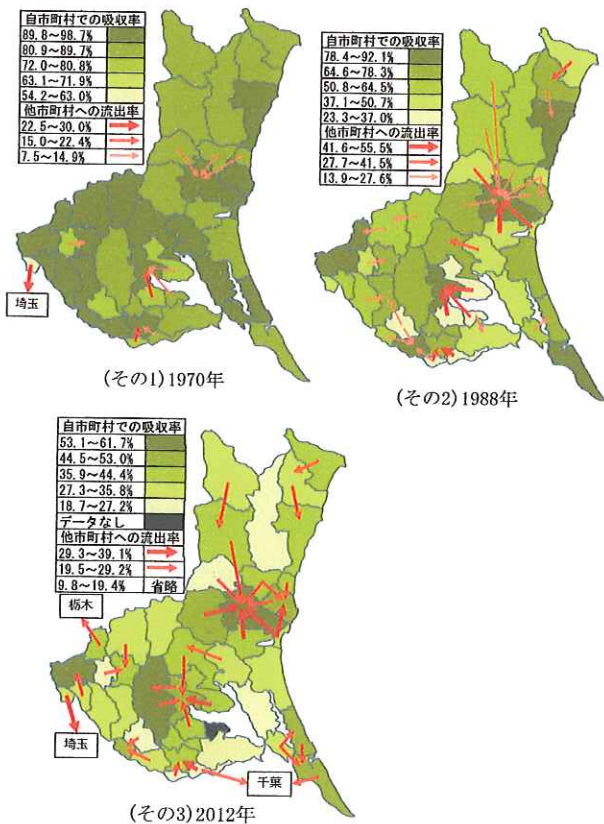 自市町村での吸収率
89.8～98.7%
80.9～89.7%
72.0～80.8%
63.1～71.9%
54.2～63.0%
他市町村への流出率
22.5～30.0%
15.0～22.4%
7.5～14.9%
埼玉
(その1)1970年
自市町村での吸収率
78.4～92.1%
64.6～78.3%
50.8～64.5%
37.1～50.7%
23.3～37.0%
他市町村への流出率
41.6～55.5%
27.7～41.5%
13.9～27.6%
(その2)1988年
自市町村での吸収率
53.1～61.7%
44.5～53.0%
35.9～44.4%
27.3～35.8%
18.7～27.2%
データなし
他市町村への流出率
29.3～39.1%
19.5～29.2%
9.8～19.4% 省略
栃木
埼玉
千葉
(その3)2012年